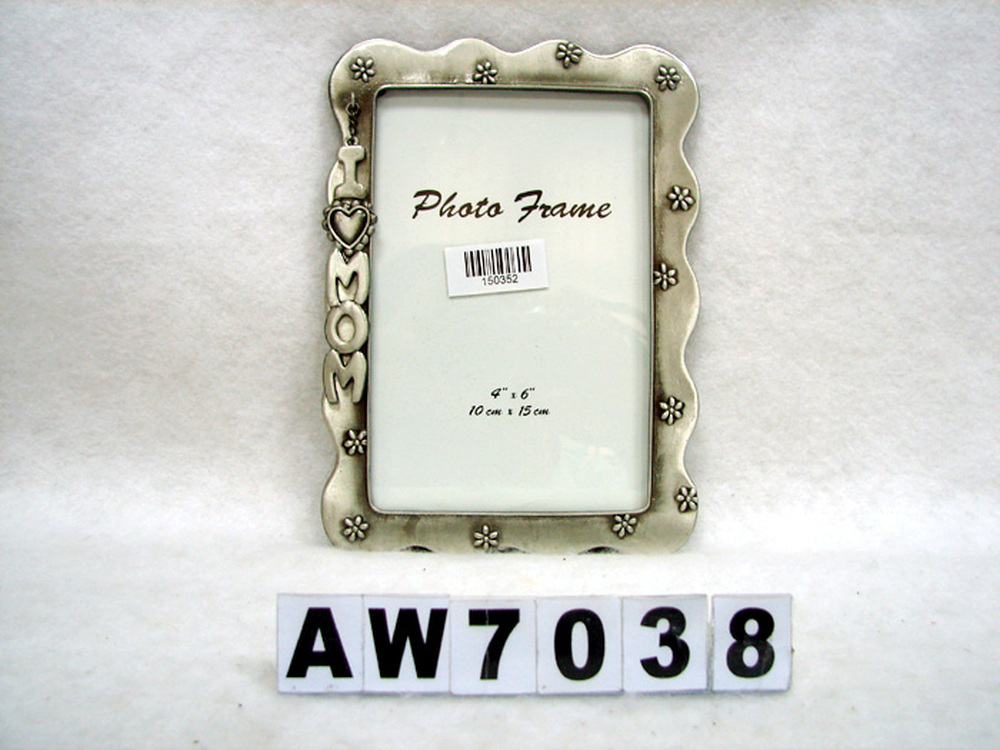 I
MOM
Photo Frame
150352
4" x 6"
10 cm x 15 cm
AW7038